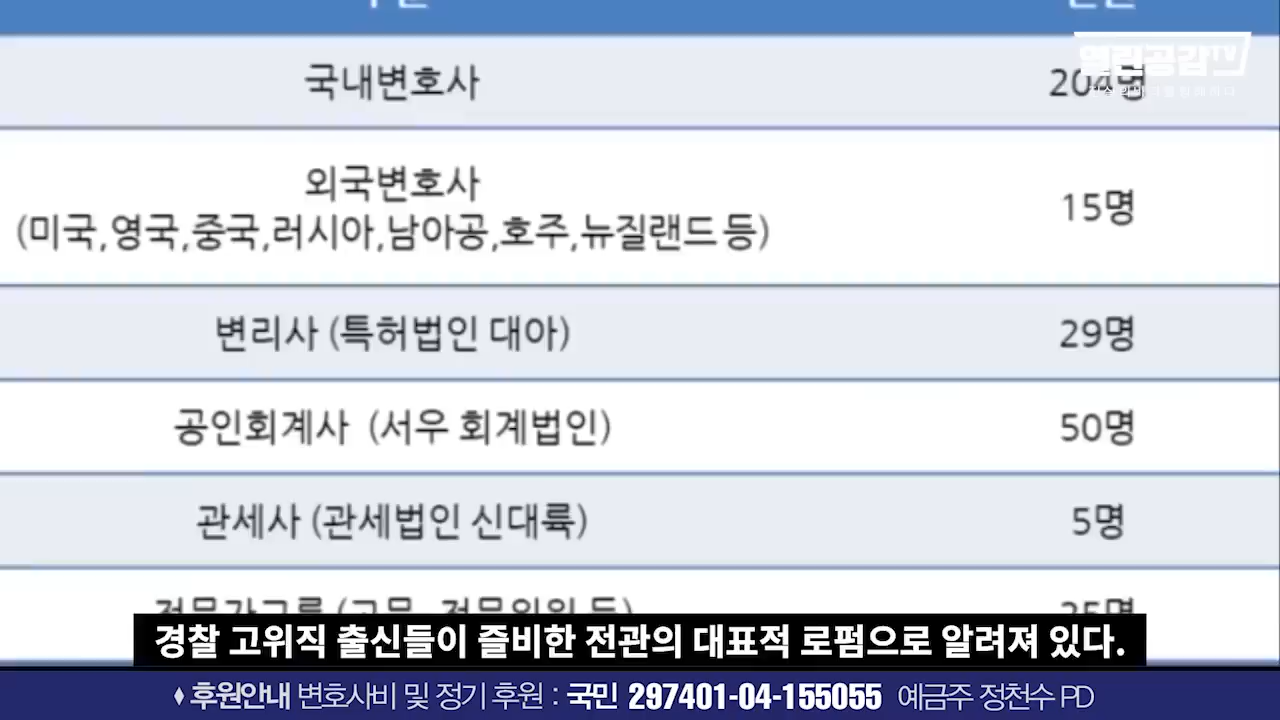 국내변호사
204명
열린공감TV
외국변호사
(미국,영국,중국,러시아,남아공,호주,뉴질랜드 등)
15명
변리사 (특허법인 대아)
29명
공인회계사 (서우 회계법인)
50명
관세사 (관세법인 신대륙)
5명
경찰 고위직 출신들이 즐비한 전관의 대표적 로펌으로 알려져 있다.
♦후원안내 변호사비 및 정기 후원 : 국민 297401-04-155055 예금주 정천수 PD